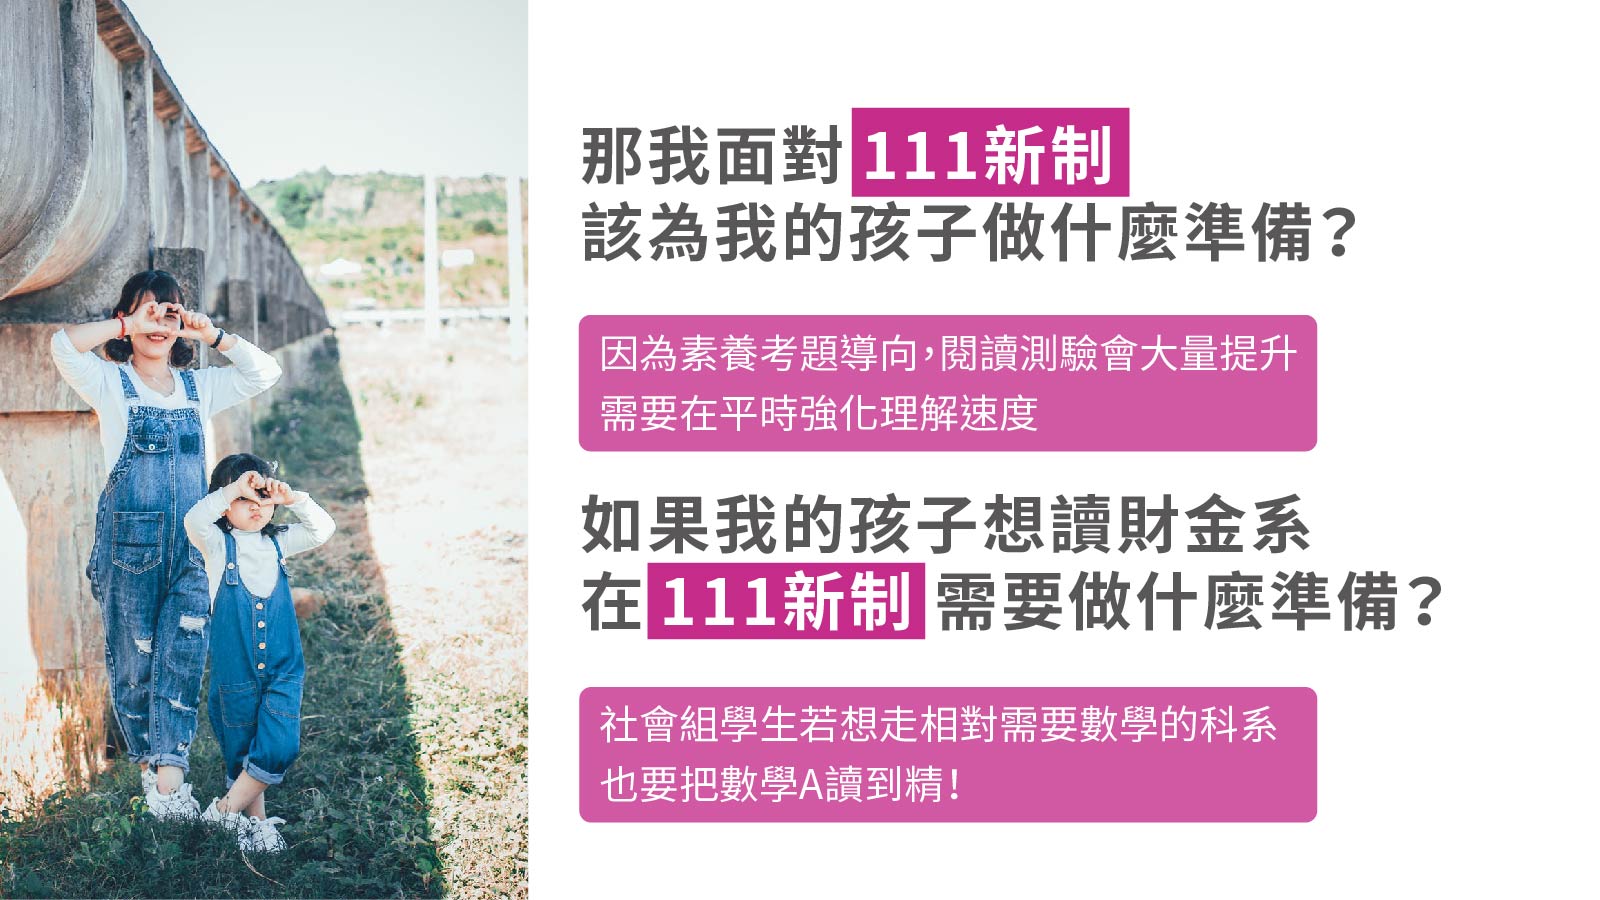 那我面對 111新制
該為我的孩子做什麼準備？
因為素養考題導向，閱讀測驗會大量提升
需要在平時強化理解速度
如果我的孩子想讀財金系
在 111新制 需要做什麼準備？
社會組學生若想走相對需要數學的科系
也要把數學A讀到精！